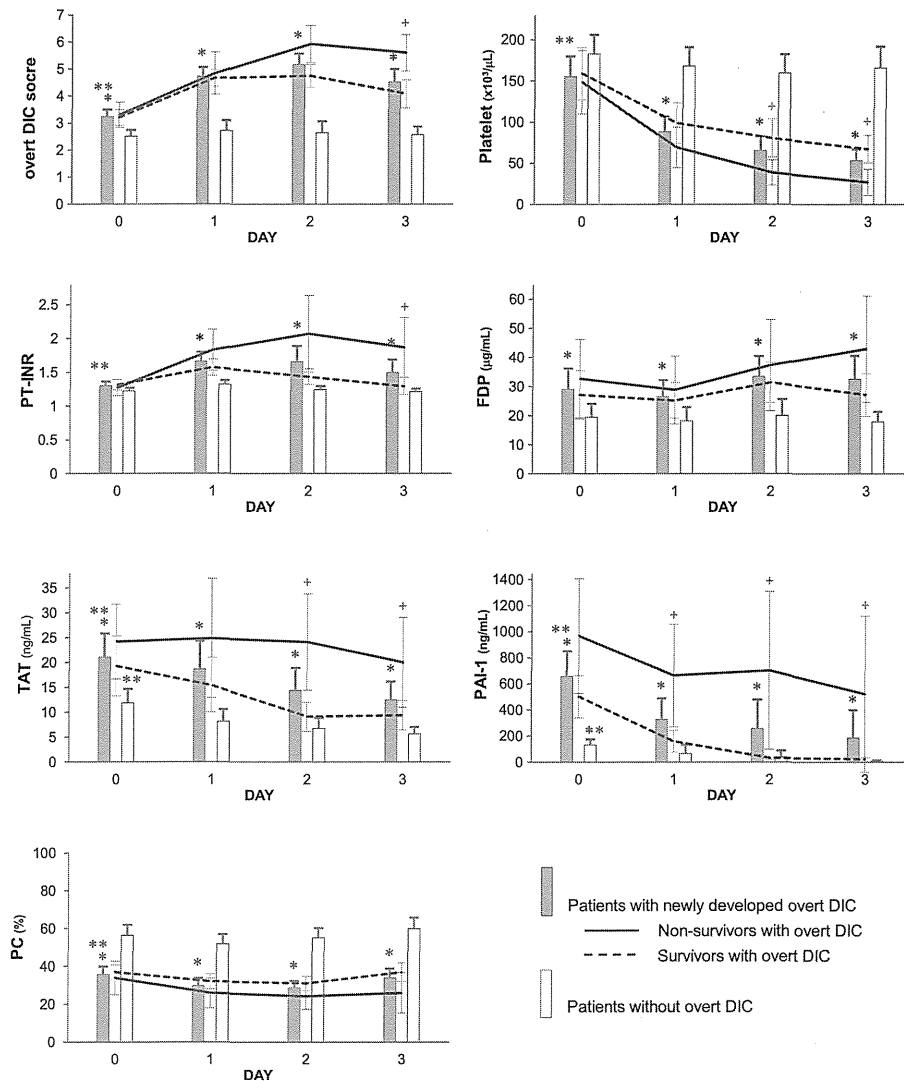 overt DIC socre
7
6
5
4
3
2
1
0
** * * * * +
0 1 2 3
DAY
Platelet (x10³/μL)
200
150
100
50
0
** * * + * +
0 1 2 3
DAY
PT-INR
2.5
2
1.5
1
0.5
0
** * * * +
0 1 2 3
DAY
FDP (μg/mL)
60
50
40
30
20
10
0
* * * *
0 1 2 3
DAY
TAT (ng/mL)
35
30
25
20
15
10
5
0
** * ** * * + * +
0 1 2 3
DAY
PAI-1 (ng/mL)
1400
1200
1000
800
600
400
200
0
** * ** * + * + * +
0 1 2 3
DAY
PC (%)
100
80
60
40
20
0
** * * * *
0 1 2 3
DAY
Patients with newly developed overt DIC
Non-survivors with overt DIC
Survivors with overt DIC
Patients without overt DIC